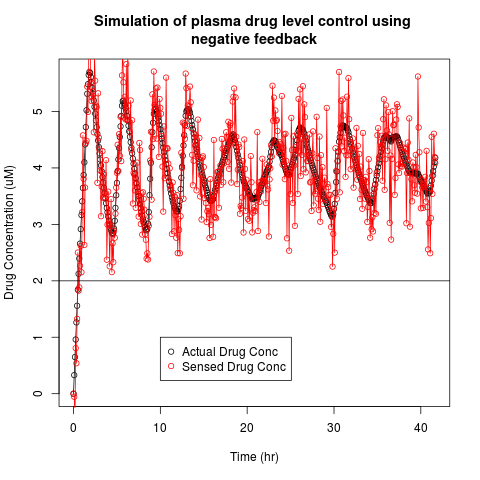 Simulation of plasma drug level control using
negative feedback
Drug Concentration (uM)
5
4
3
2
1
0
Actual Drug Conc
Sensed Drug Conc
0 10 20 30 40
Time (hr)